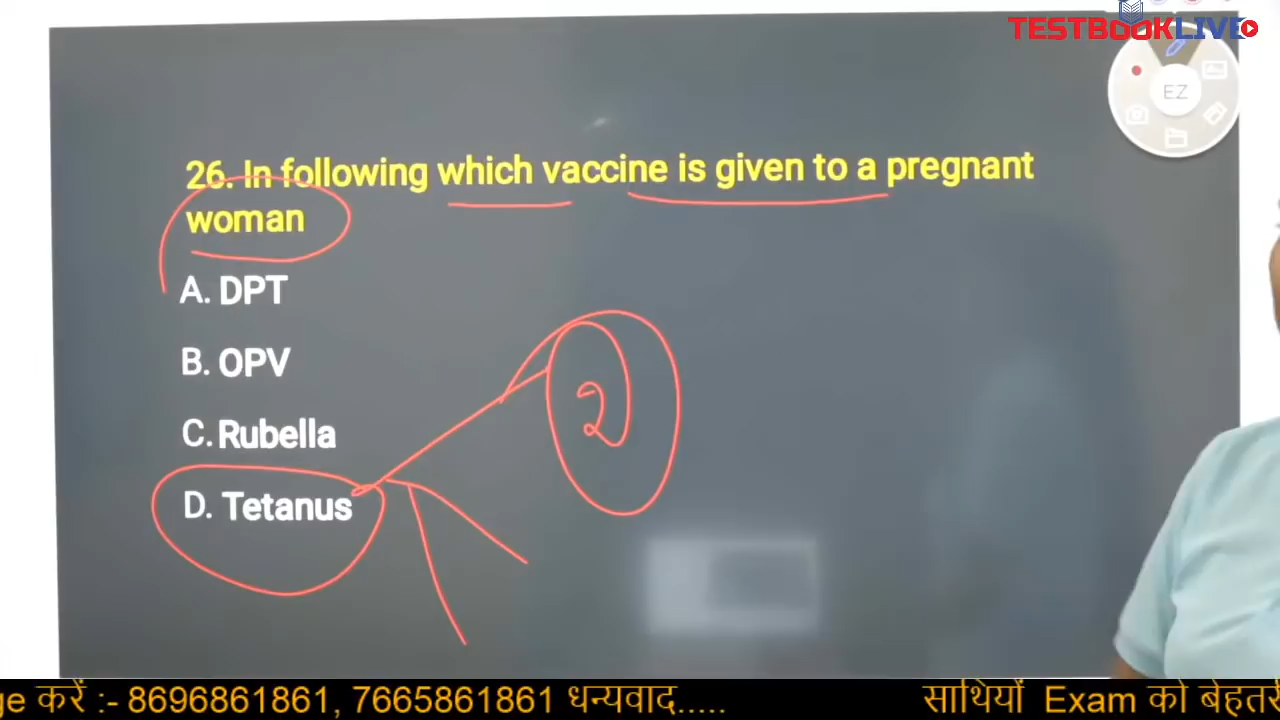 TESTBOOKLIVE
EZ
26. In following which vaccine is given to a pregnant
woman
A. DPT
B. OPV
C. Rubella
D. Tetanus
2
ge करें :- 8696861861, 7665861861 धन्यवाद..... साथियों Exam को बेहतर